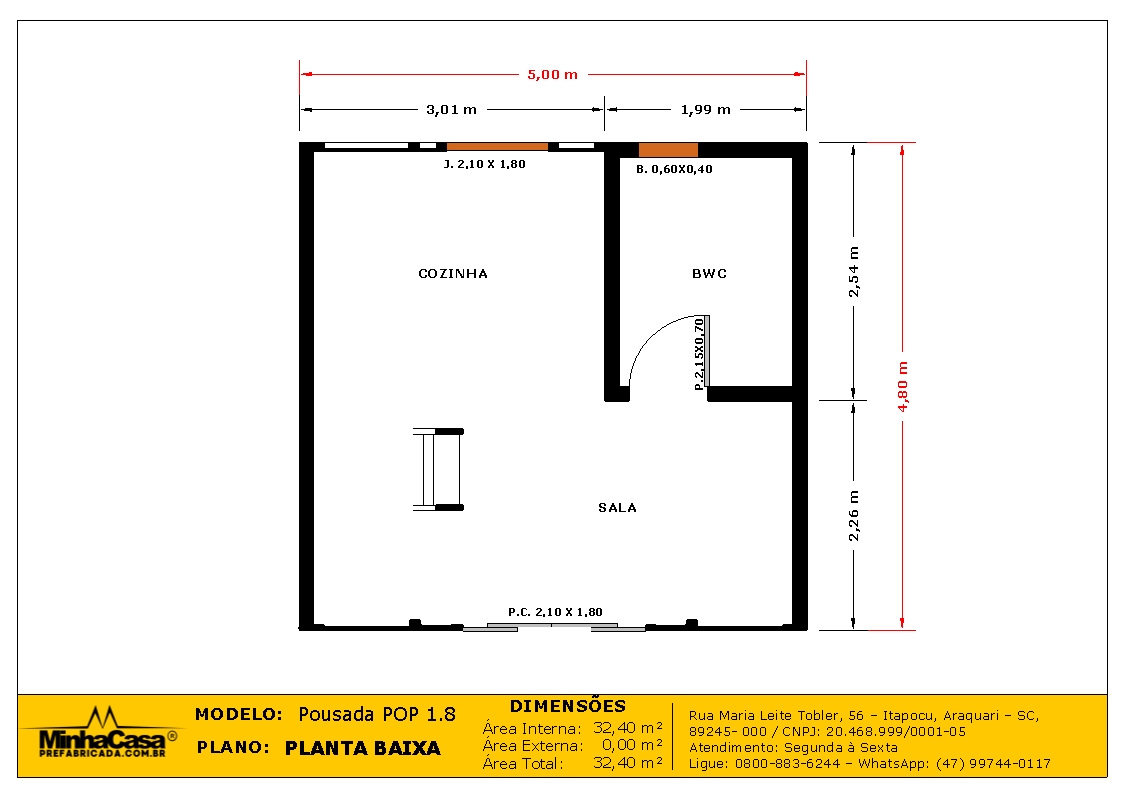 5,00 m
3,01 m
1,99 m
J. 2,10 X 1,80
B. 0,60X0,40
COZINHA
BWC
2,54 m
P.2,15X0,70
4,80 m
2,26 m
SALA
P.C. 2,10 X 1,80
MinhaCasa®
PREFABRICADA.COM.BR
MODELO: Pousada POP 1.8
PLANO: PLANTA BAIXA
DIMENSÕES
Área Interna: 32,40 m²
Área Externa: 0,00 m²
Área Total: 32,40 m²
Rua Maria Leite Tobler, 56 – Itapocu, Araquari – SC,
89245- 000 / CNPJ: 20.468.999/0001-05
Atendimento: Segunda à Sexta
Ligue: 0800-883-6244 – WhatsApp: (47) 99744-0117